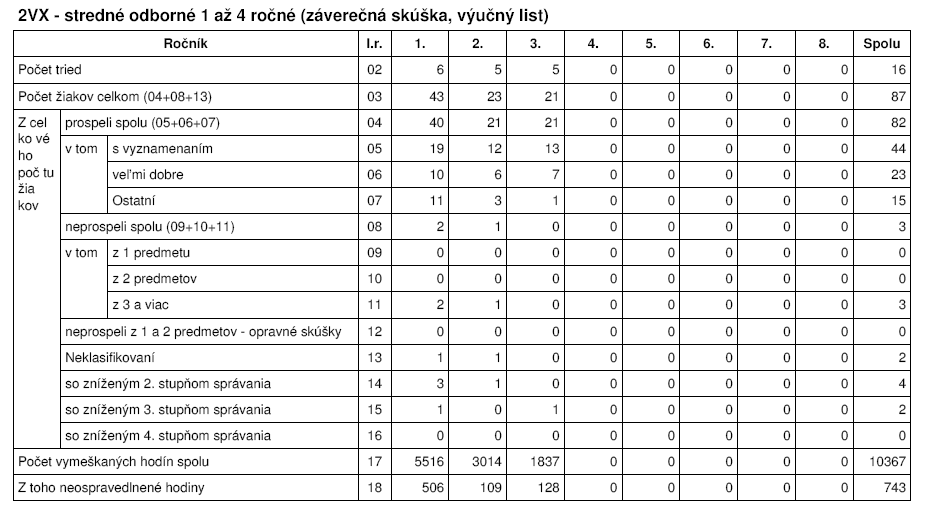 2VX - stredné odborné 1 až 4 ročné (záverečná skúška, výučný list)
Ročník l.r. 1. 2. 3. 4. 5. 6. 7. 8. Spolu
Počet tried 02 6 5 5 0 0 0 0 0 16
Počet žiakov celkom (04+08+13) 03 43 23 21 0 0 0 0 0 87
Z cel
ko vé
ho
poč tu
žia
kov
prospeli spolu (05+06+07) 04 40 21 21 0 0 0 0 0 82
v tom s vyznamenaním 05 19 12 13 0 0 0 0 0 44
veľmi dobre 06 10 6 7 0 0 0 0 0 23
Ostatní 07 11 3 1 0 0 0 0 0 15
neprospeli spolu (09+10+11) 08 2 1 0 0 0 0 0 0 3
v tom z 1 predmetu 09 0 0 0 0 0 0 0 0 0
z 2 predmetov 10 0 0 0 0 0 0 0 0 0
z 3 a viac 11 2 1 0 0 0 0 0 0 3
neprospeli z 1 a 2 predmetov - opravné skúšky 12 0 0 0 0 0 0 0 0 0
Neklasifikovaní 13 1 1 0 0 0 0 0 0 2
so zníženým 2. stupňom správania 14 3 1 0 0 0 0 0 0 4
so zníženým 3. stupňom správania 15 1 0 1 0 0 0 0 0 2
so zníženým 4. stupňom správania 16 0 0 0 0 0 0 0 0 0
Počet vymeškaných hodín spolu 17 5516 3014 1837 0 0 0 0 0 10367
Z toho neospravedlnené hodiny 18 506 109 128 0 0 0 0 0 743